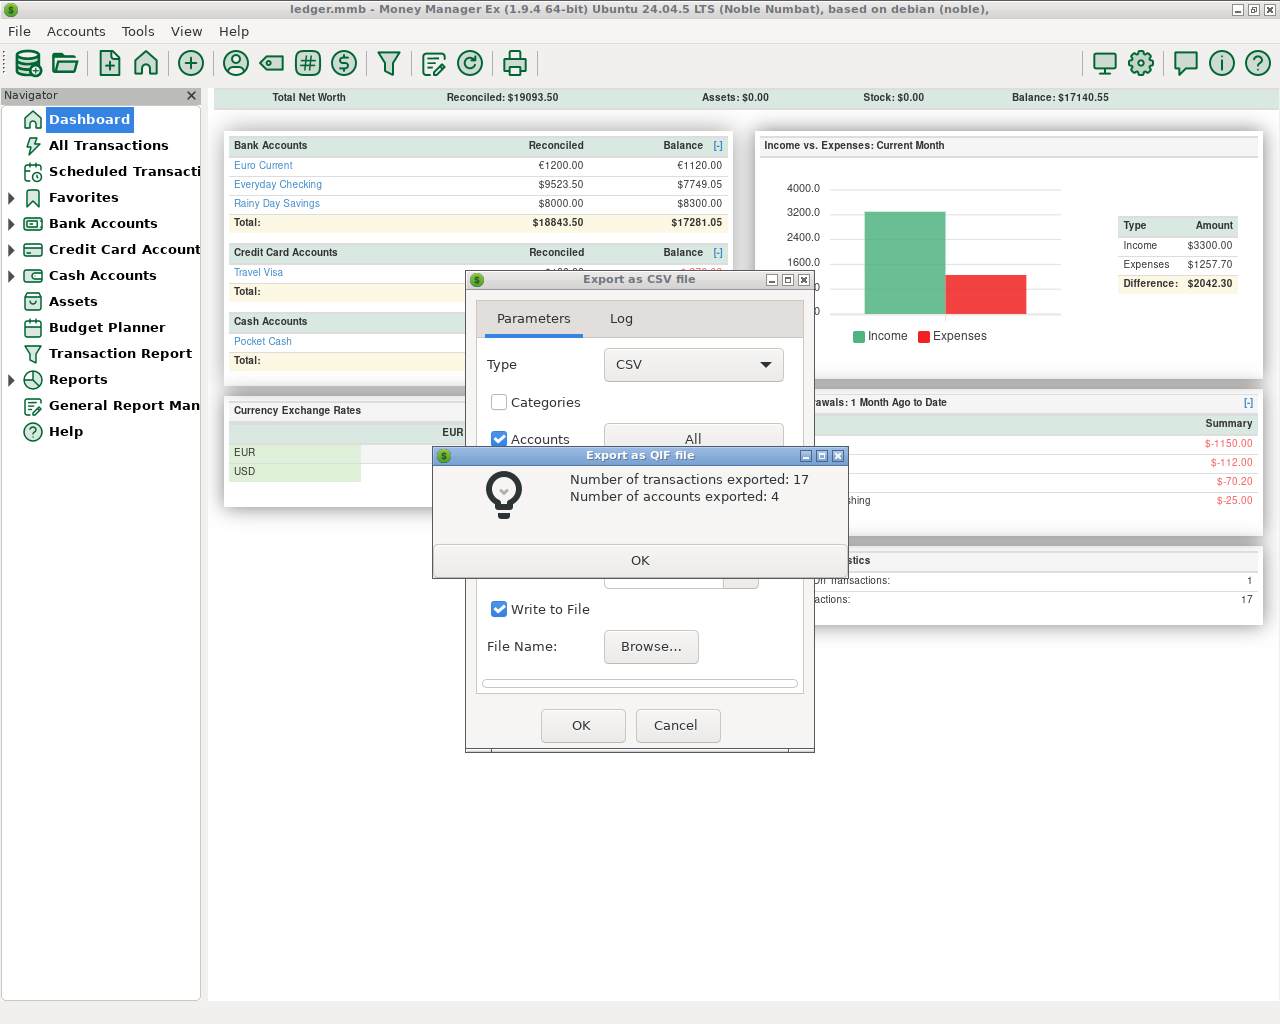 ledger.mmb - Money Manager Ex (1.9.4 64-bit) Ubuntu 24.04.5 LTS (Noble Numbat), based on debian (noble),
File Accounts Tools View Help
Navigator
Dashboard
All Transactions
Scheduled Transacti
Favorites
Bank Accounts
Credit Card Account
Cash Accounts
Assets
Budget Planner
Transaction Report
Reports
General Report Man
Help
Total Net Worth Reconciled: $19093.50 Assets: $0.00 Stock: $0.00 Balance: $17140.55
Bank Accounts Reconciled Balance [-]
Euro Current €1200.00 €1120.00
Everyday Checking $9523.50 $7749.05
Rainy Day Savings $8000.00 $8300.00
Total: $18843.50 $17281.05
Credit Card Accounts Reconciled Balance [-]
Travel Visa
Total:
Cash Accounts
Pocket Cash
Total:
Currency Exchange Rates
EUR
EUR
USD
Income vs. Expenses: Current Month
4000.0
3200.0
2400.0
1600.0
0
0
Income Expenses
Type Amount
Income $3300.00
Expenses $1257.70
Difference: $2042.30
awals: 1 Month Ago to Date [-]
Summary
$-1150.00
$-112.00
$-70.20
shing $-25.00
stics
Transactions: 1
actions: 17
Export as CSV file
Parameters Log
Type CSV
Categories
Accounts All
Write to File
File Name: Browse...
OK Cancel
Export as QIF file
Number of transactions exported: 17
Number of accounts exported: 4
OK